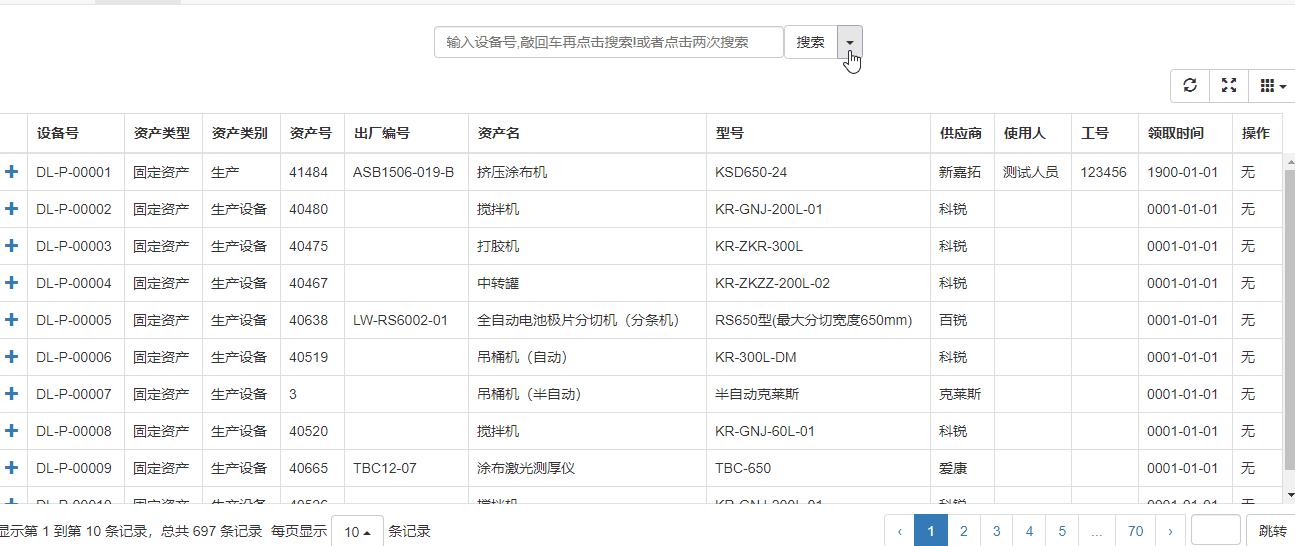 输入设备号,敲回车再点击搜索!或者点击两次搜索 搜索
设备号 资产类型 资产类别 资产号 出厂编号 资产名 型号 供应商 使用人 工号 领取时间 操作
DL-P-00001 固定资产 生产 41484 ASB1506-019-B 挤压涂布机 KSD650-24 新嘉拓 测试人员 123456 1900-01-01 无
DL-P-00002 固定资产 生产设备 40480 搅拌机 KR-GNJ-200L-01 科锐 0001-01-01 无
DL-P-00003 固定资产 生产设备 40475 打胶机 KR-ZKR-300L 科锐 0001-01-01 无
DL-P-00004 固定资产 生产设备 40467 中转罐 KR-ZKZZ-200L-02 科锐 0001-01-01 无
DL-P-00005 固定资产 生产设备 40638 LW-RS6002-01 全自动电池极片分切机（分条机） RS650型(最大分切宽度650mm) 百锐 0001-01-01 无
DL-P-00006 固定资产 生产设备 40519 吊桶机（自动） KR-300L-DM 科锐 0001-01-01 无
DL-P-00007 固定资产 生产设备 3 吊桶机（半自动） 半自动克莱斯 克莱斯 0001-01-01 无
DL-P-00008 固定资产 生产设备 40520 搅拌机 KR-GNJ-60L-01 科锐 0001-01-01 无
DL-P-00009 固定资产 生产设备 40665 TBC12-07 涂布激光测厚仪 TBC-650 爱康 0001-01-01 无
DL-P-00010 固定资产 生产设备 搅拌机 科锐 0001-01-01 无
显示第 1 到第 10 条记录，总共 697 条记录 每页显示 10 条记录 ‹ 1 2 3 4 5 ... 70 › 跳转